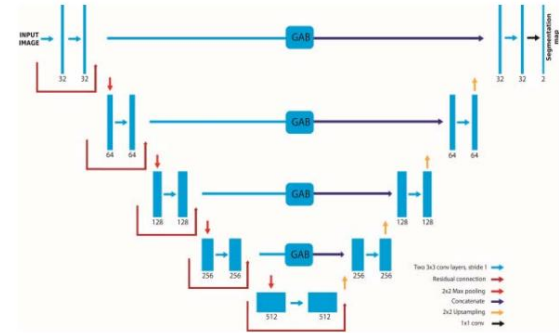 INPUT
IMAGE
GAB
Segmentation
map
32 32
32 32 2
GAB
64 64
64 64
GAB
128 128
128 128
GAB
256 256
256 256
512 512
Two 3x3 conv layers, stride 1
Residual connection
2x2 Max pooling
Concatenate
2x2 Upsampling
1x1 conv